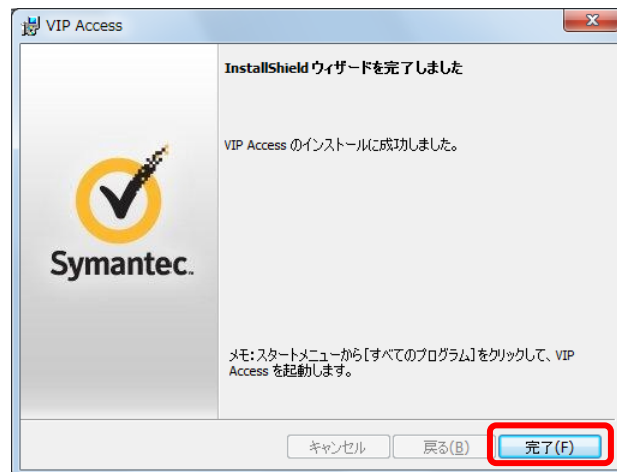 VIP Access
InstallShield ウィザードを完了しました
VIP Access のインストールに成功しました。
Symantec.
メモ:スタートメニューから[すべてのプログラム]をクリックして、VIP
Access を起動します。
キャンセル
戻る(B)
完了(F)